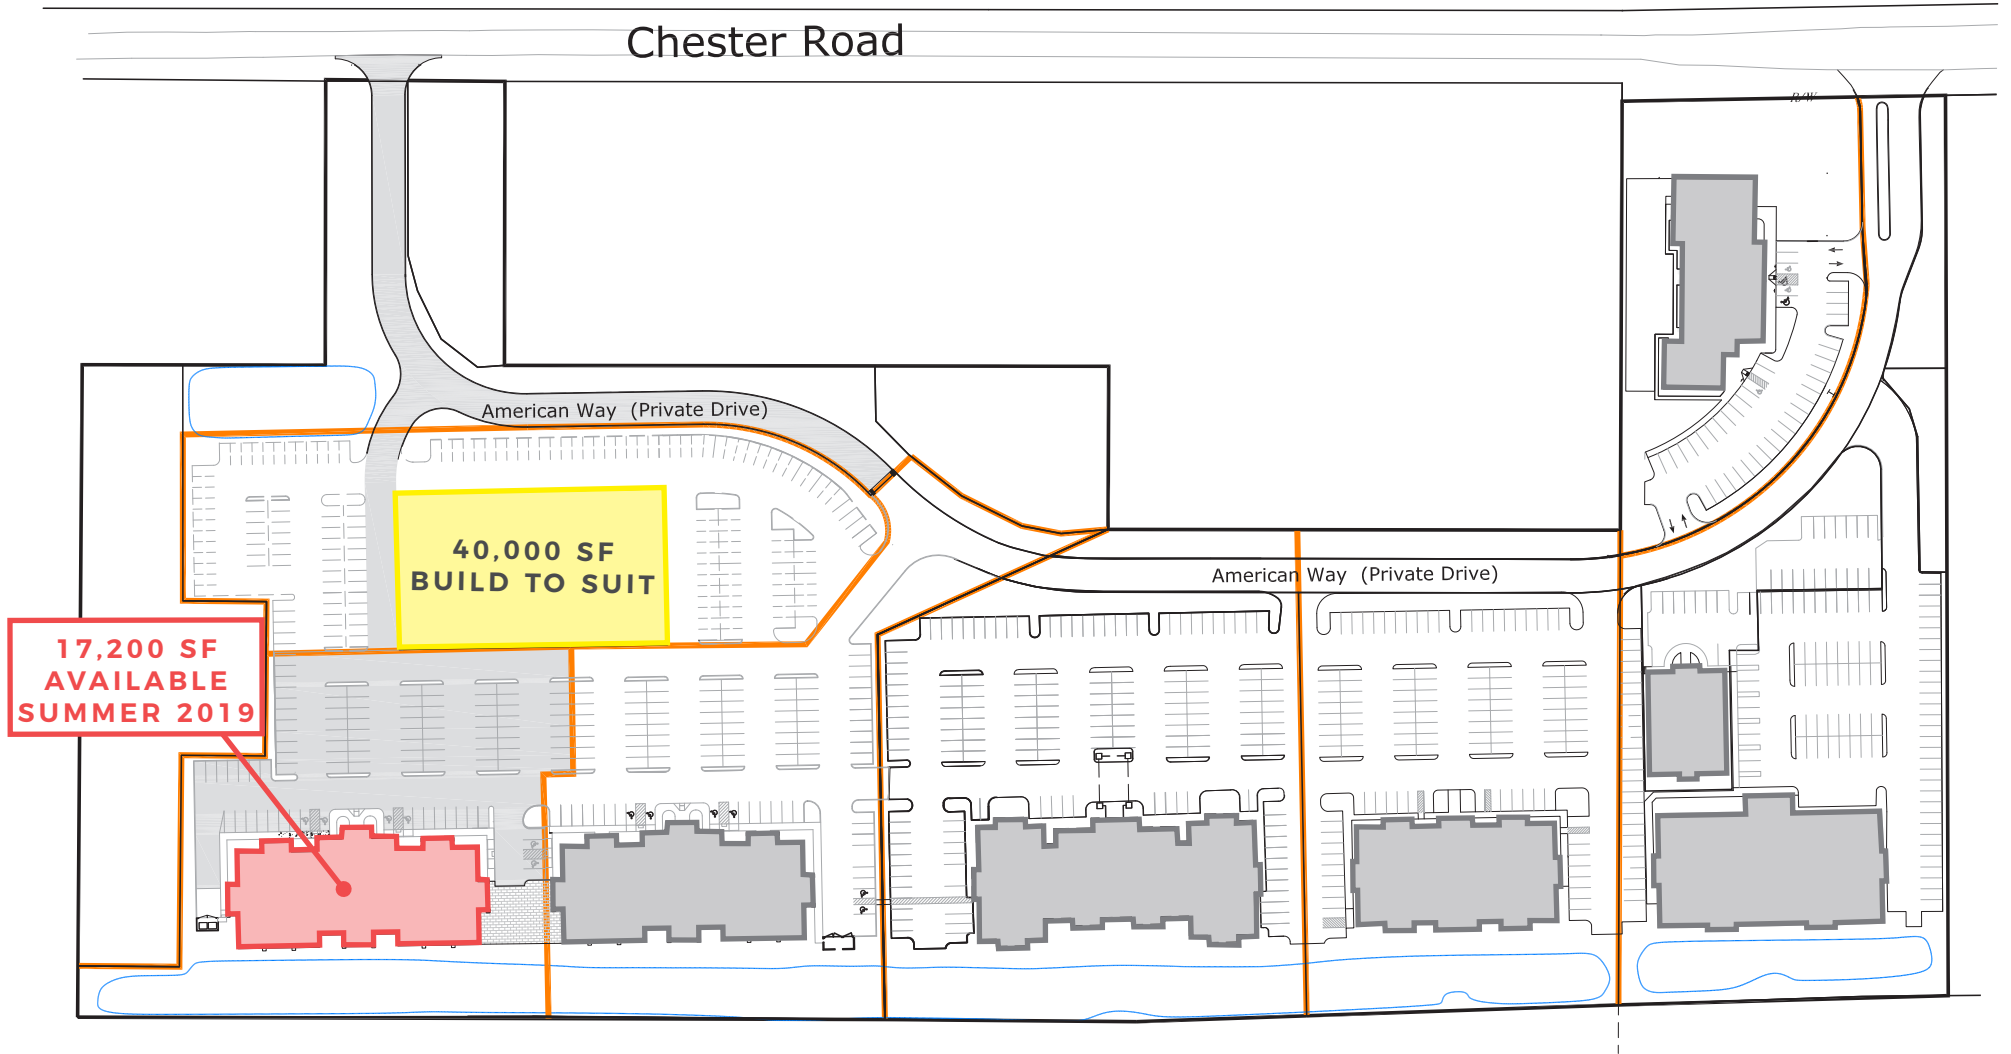 Chester Road
R/W
American Way (Private Drive)
40,000 SF
BUILD TO SUIT
American Way (Private Drive)
17,200 SF
AVAILABLE
SUMMER 2019